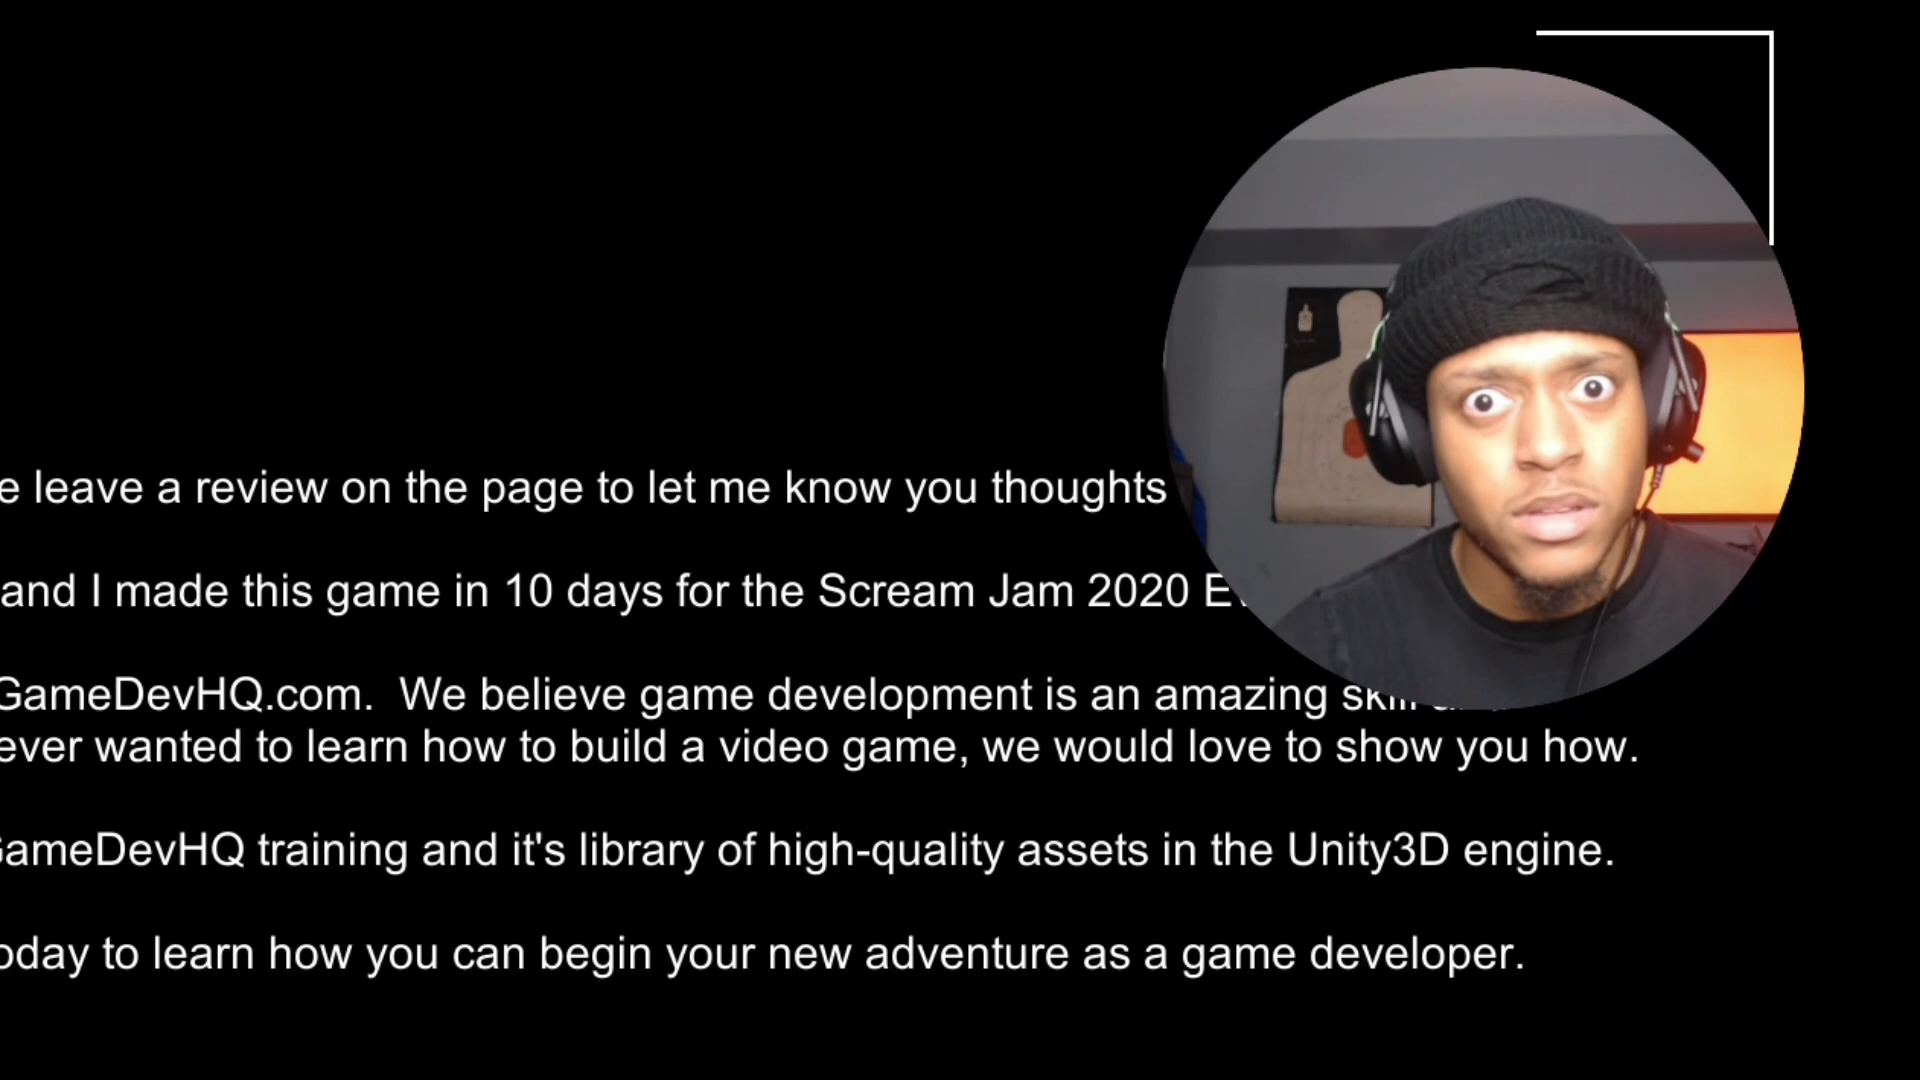 leave a review on the page to let me know you thoughts
and I made this game in 10 days for the Scream Jam 2020
GameDevHQ.com. We believe game development is an amazing
ever wanted to learn how to build a video game, we would love to show you how.
GameDevHQ training and it's library of high-quality assets in the Unity3D engine.
to learn how you can begin your new adventure as a game developer.